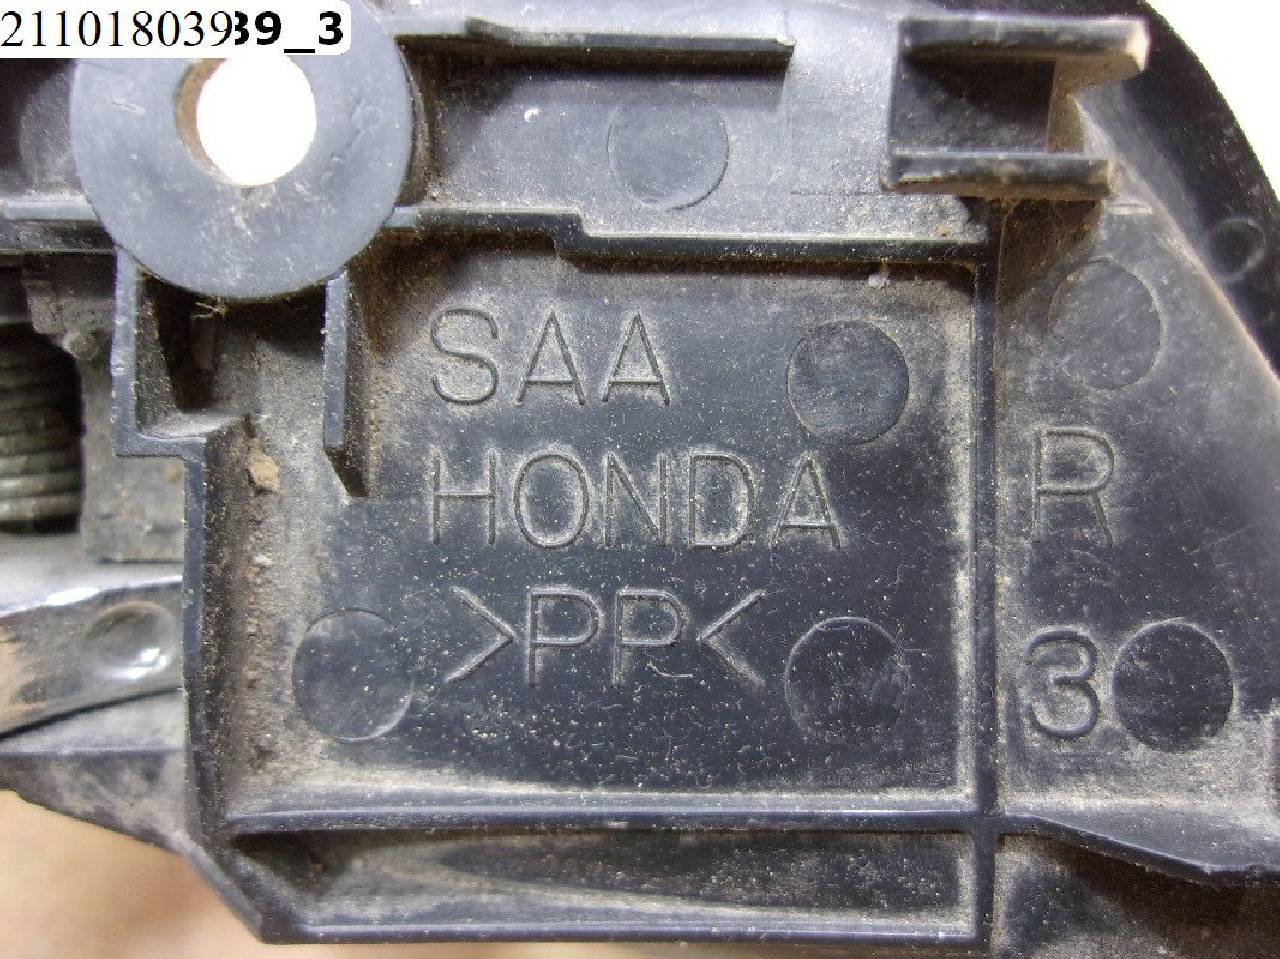 21101803939_3
SAA
HONDA
R
>PP<
3